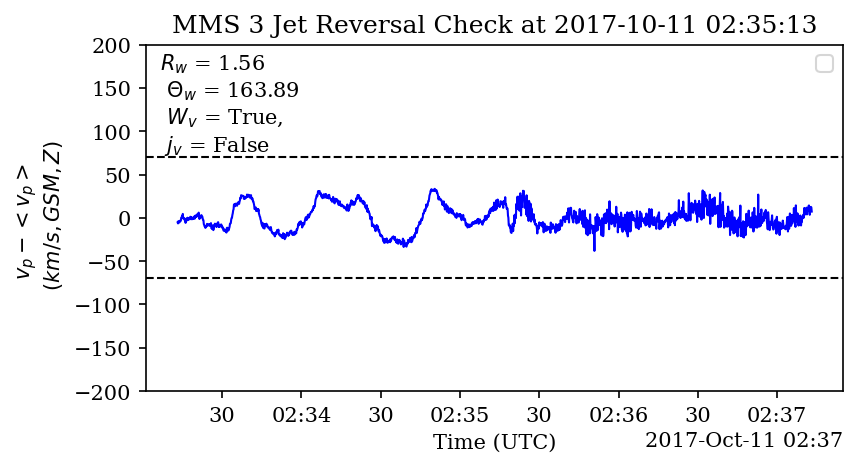 MMS 3 Jet Reversal Check at 2017-10-11 02:35:13
R_w = 1.56
Θ_w = 163.89
W_v = True,
j_v = False
v_p − < v_p >
(km/s, GSM, Z)
200
150
100
50
0
−50
−100
−150
−200
30 02:34 30 02:35 30 02:36 30 02:37
Time (UTC)
2017-Oct-11 02:37